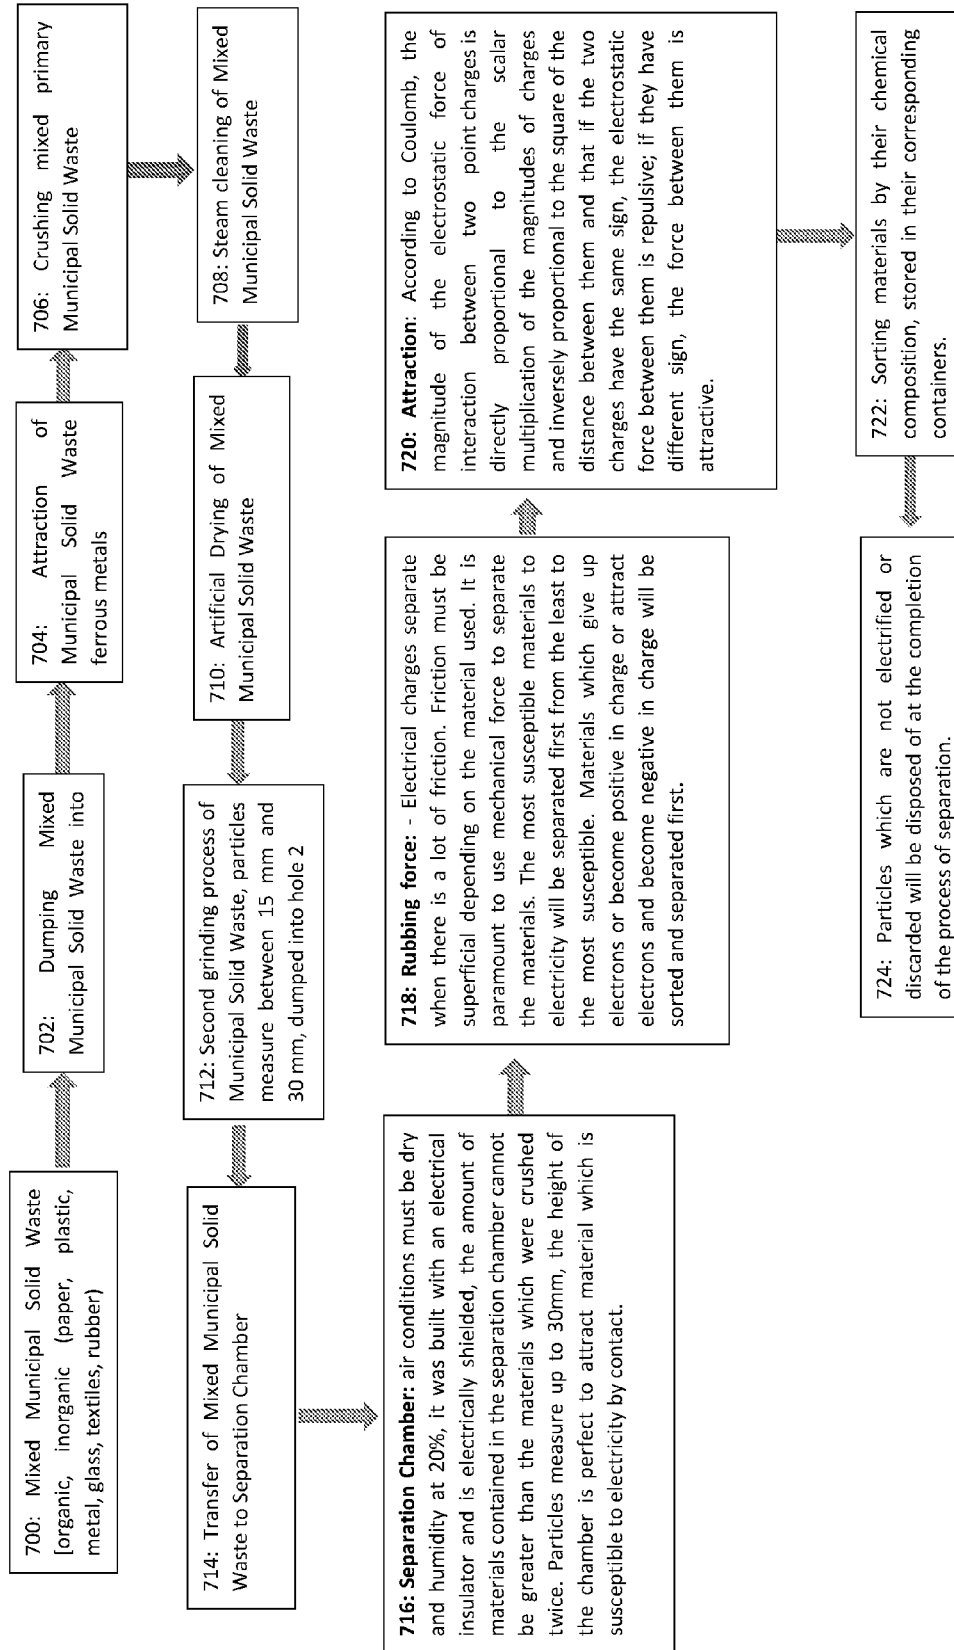 700: Mixed Municipal Solid Waste
[organic, inorganic (paper, plastic,
metal, glass, textiles, rubber)
702: Dumping Mixed
Municipal Solid Waste into
704: Attraction of
Municipal Solid Waste
ferrous metals
706: Crushing mixed primary
Municipal Solid Waste
708: Steam cleaning of Mixed
Municipal Solid Waste
710: Artificial Drying of Mixed
Municipal Solid Waste
712: Second grinding process of
Municipal Solid Waste, particles
measure between 15 mm and
30 mm, dumped into hole 2
714: Transfer of Mixed Municipal Solid
Waste to Separation Chamber
716: Separation Chamber: air conditions must be dry
and humidity at 20%, it was built with an electrical
insulator and is electrically shielded, the amount of
materials contained in the separation chamber cannot
be greater than the materials which were crushed
twice. Particles measure up to 30mm, the height of
the chamber is perfect to attract material which is
susceptible to electricity by contact.
718: Rubbing force: - Electrical charges separate
when there is a lot of friction. Friction must be
superficial depending on the material used. It is
paramount to use mechanical force to separate
the materials. The most susceptible materials to
electricity will be separated first from the least to
the most susceptible. Materials which give up
electrons or become positive in charge or attract
electrons and become negative in charge will be
sorted and separated first.
720: Attraction: According to Coulomb, the
magnitude of the electrostatic force of
interaction between two point charges is
directly proportional to the scalar
multiplication of the magnitudes of charges
and inversely proportional to the square of the
distance between them and that if the two
charges have the same sign, the electrostatic
force between them is repulsive; if they have
different sign, the force between them is
attractive.
722: Sorting materials by their chemical
composition, stored in their corresponding
containers.
724: Particles which are not electrified or
discarded will be disposed of at the completion
of the process of separation.